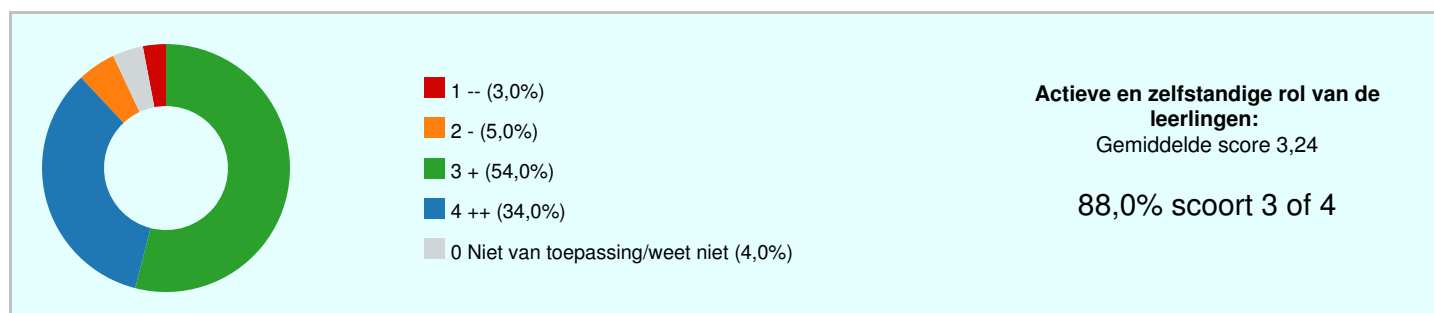 1 -- (3,0%)
2 - (5,0%)
3 + (54,0%)
4 ++ (34,0%)
0 Niet van toepassing/weet niet (4,0%)
Actieve en zelfstandige rol van de
leerlingen:
Gemiddelde score 3,24
88,0% scoort 3 of 4